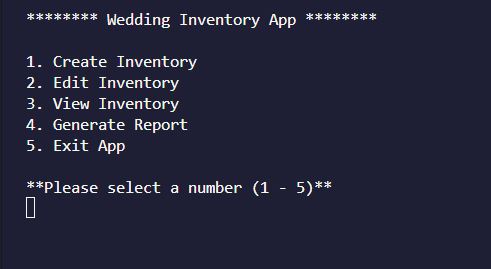 ******** Wedding Inventory App ********
1. Create Inventory
2. Edit Inventory
3. View Inventory
4. Generate Report
5. Exit App
**Please select a number (1 - 5)**